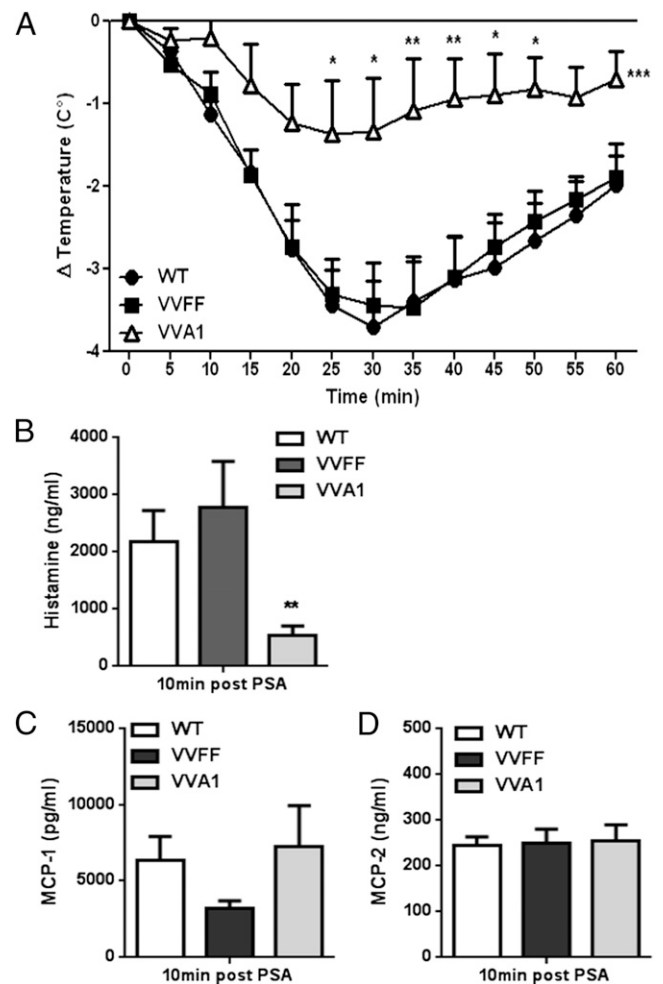 A
Δ Temperature (C°)
0
-1
-2
-3
-4
* * ** ** * * ***
WT
VVFF
VVA1
0 5 10 15 20 25 30 35 40 45 50 55 60
Time (min)
B
Histamine (ng/ml)
4000
3000
2000
1000
0
WT
VVFF
VVA1
**
10min post PSA
C
MCP-1 (pg/ml)
15000
10000
5000
0
WT
VVFF
VVA1
10min post PSA
D
MCP-2 (ng/ml)
500
400
300
200
100
0
WT
VVFF
VVA1
10min post PSA